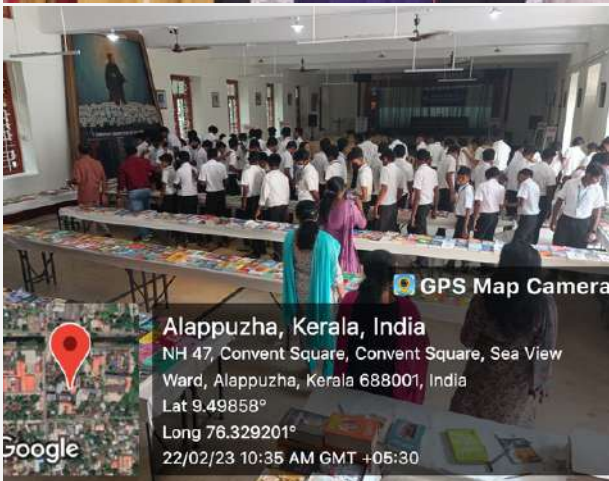 GPS Map Camera
Alappuzha, Kerala, India
NH 47, Convent Square, Convent Square, Sea View
Ward, Alappuzha, Kerala 688001, India
Lat 9.49858°
Long 76.329201°
22/02/23 10:35 AM GMT +05:30
Google